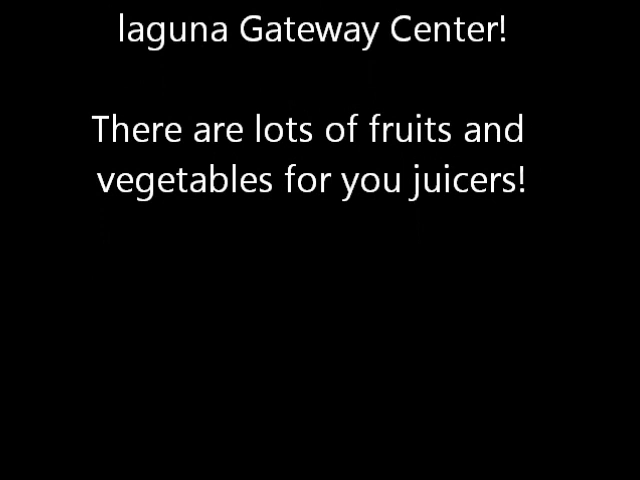 laguna Gateway Center!
There are lots of fruits and
vegetables for you juicers!